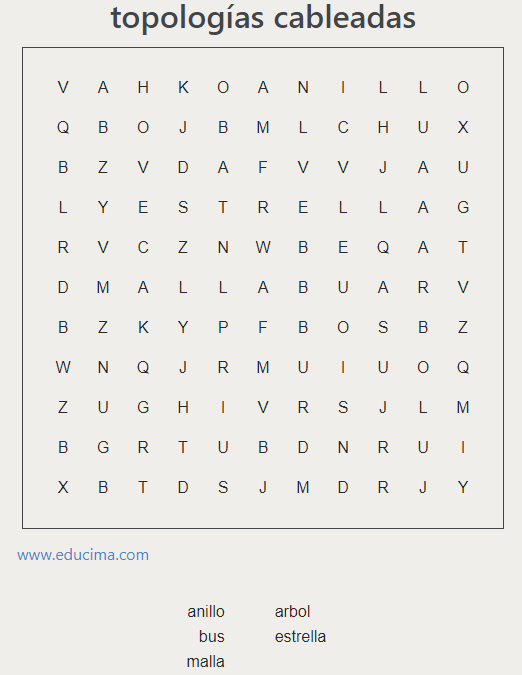 topologías cableadas
V A H K O A N I L L O
Q B O J B M L C H U X
B Z V D A F V V J A U
L Y E S T R E L L A G
R V C Z N W B E Q A T
D M A L L A B U A R V
B Z K Y P F B O S B Z
W N Q J R M U I U O Q
Z U G H I V R S J L M
B G R T U B D N R U I
X B T D S J M D R J Y
www.educima.com
anillo arbol
bus estrella
malla